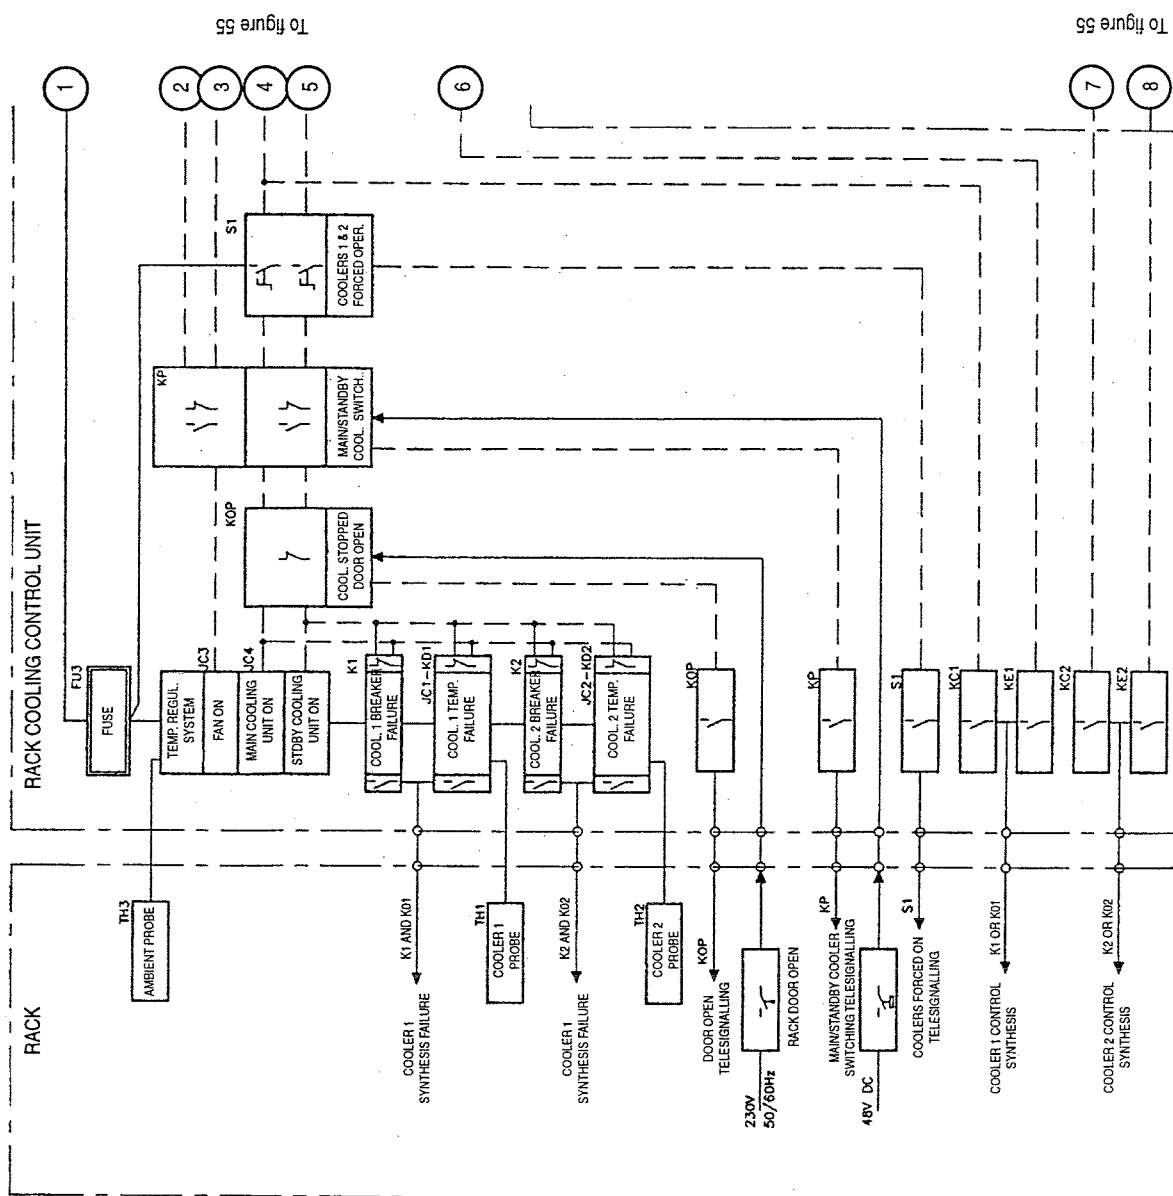 To figure 55
To figure 55
1
2
3
4
5
6
7
8
RACK COOLING CONTROL UNIT
S1
COOLERS 1 & 2
FORCED OPER.
KP
MAIN/STANDBY
COOL. SWITCH.
KOP
COOL. STOPPED
DOOR OPEN
FU3
FUSE
TEMP. REGUL.
SYSTEM
JC3
FAN ON
JC4
MAIN COOLING
UNIT ON
STDBY COOLING
UNIT ON
K1
COOL. 1 BREAKER
FAILURE
JC1-KD1
COOL. 1 TEMP.
FAILURE
K2
COOL. 2 BREAKER
FAILURE
JC2-KD2
COOL. 2 TEMP.
FAILURE
KOP
KP
S1
KC1
KE1
KC2
KE2
RACK
TH3
AMBIENT PROBE
K1 AND K01
COOLER 1
SYNTHESIS FAILURE
TH1
COOLER 1
PROBE
K2 AND K02
COOLER 1
SYNTHESIS FAILURE
TH2
COOLER 2
PROBE
KOP
DOOR OPEN
TELESIGNALLING
RACK DOOR OPEN
230V
50/60Hz
KP
MAIN/STANDBY COOLER
SWITCHING TELESIGNALLING
48V DC
S1
COOLERS FORCED ON
TELESIGNALLING
K1 OR K01
COOLER 1 CONTROL
SYNTHESIS
K2 OR K02
COOLER 2 CONTROL
SYNTHESIS